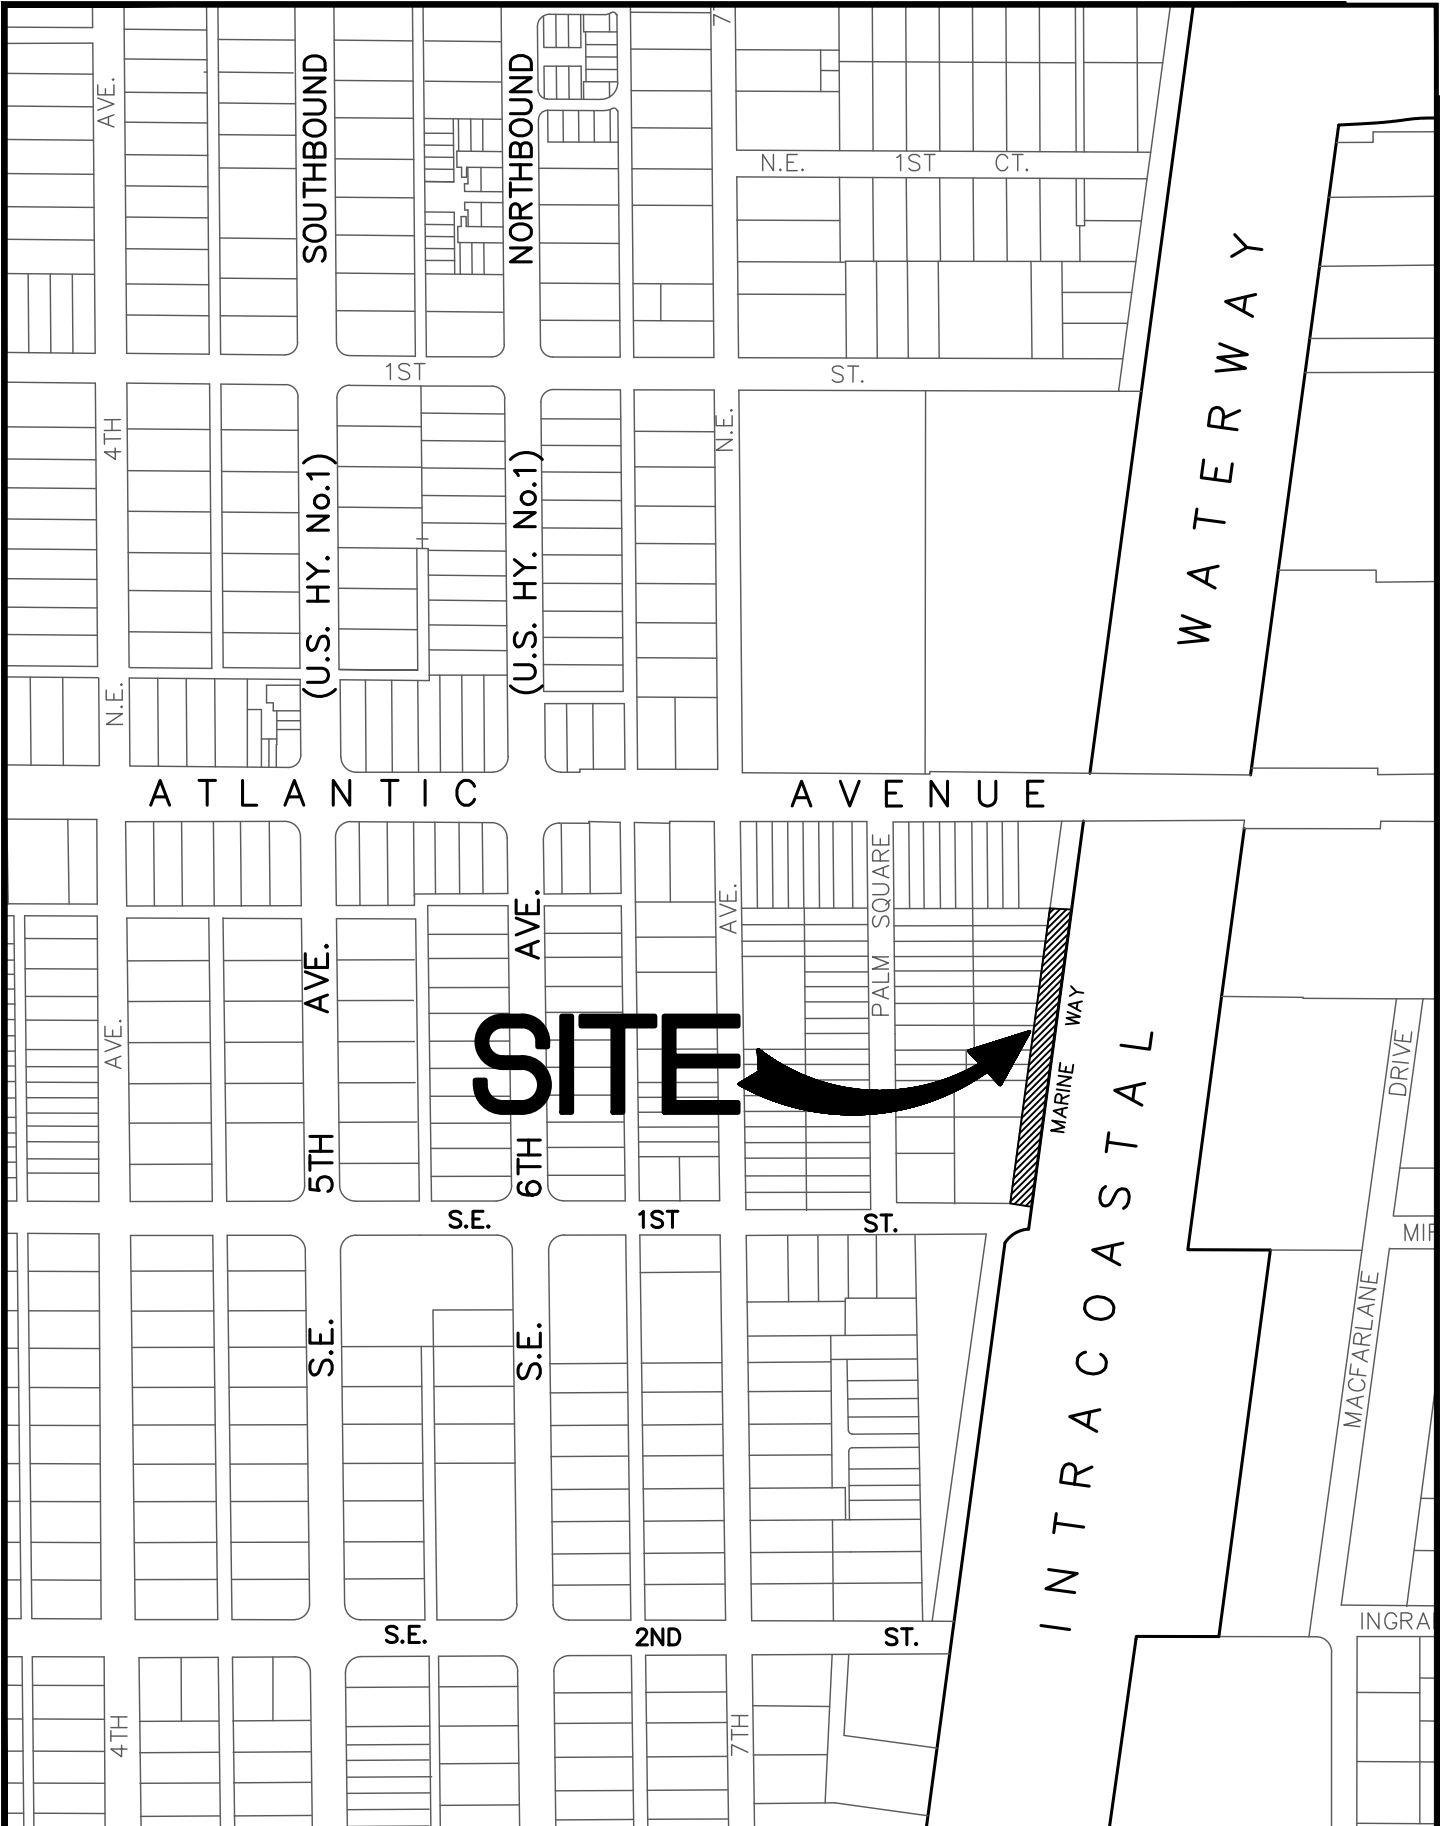 AVE.
SOUTHBOUND
NORTHBOUND
7
N.E. 1ST CT.
WATERWAY
1ST ST.
4TH
N.E.
(U.S. HY. No.1)
(U.S. HY. No.1)
N.E.
ATLANTIC AVENUE
PALM SQUARE
AVE.
AVE.
AVE.
AVE.
SITE
MARINE WAY
INTRACOASTAL
DRIVE
5TH
6TH
S.E. 1ST ST.
MIR
MACFARLANE
S.E.
S.E.
INGRA
S.E. 2ND ST.
4TH
7TH